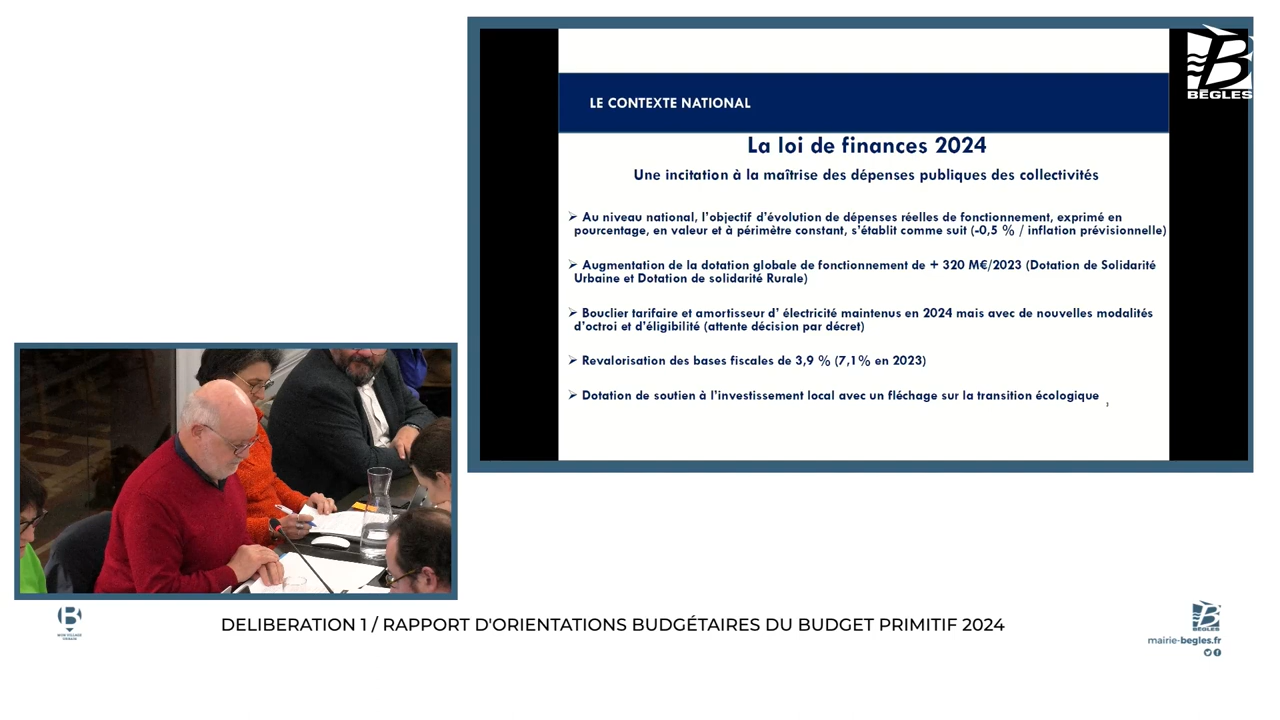 BEGLES
LE CONTEXTE NATIONAL
La loi de finances 2024
Une incitation à la maîtrise des dépenses publiques des collectivités
➢ Au niveau national, l'objectif d'évolution de dépenses réelles de fonctionnement, exprimé en
pourcentage, en valeur et à périmètre constant, s'établit comme suit (-0,5 % / inflation prévisionnelle)
➢ Augmentation de la dotation globale de fonctionnement de + 320 M€/2023 (Dotation de Solidarité
Urbaine et Dotation de solidarité Rurale)
➢ Bouclier tarifaire et amortisseur d' électricité maintenus en 2024 mais avec de nouvelles modalités
d'octroi et d'éligibilité (attente décision par décret)
➢ Revalorisation des bases fiscales de 3,9 % (7,1% en 2023)
➢ Dotation de soutien à l'investissement local avec un fléchage sur la transition écologique
3
DELIBERATION 1 / RAPPORT D'ORIENTATIONS BUDGÉTAIRES DU BUDGET PRIMITIF 2024
B
BEGLES
mairie-begles.fr